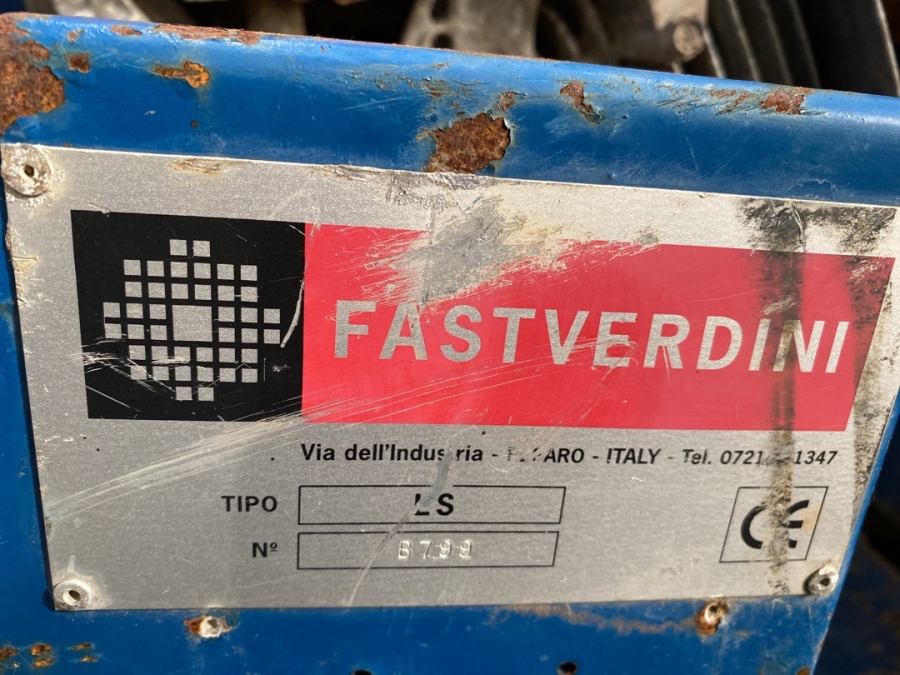 FASTVERDINI
Via dell'Industria - - ITALY - Tel.
TIPO LS
Nº B799
CE